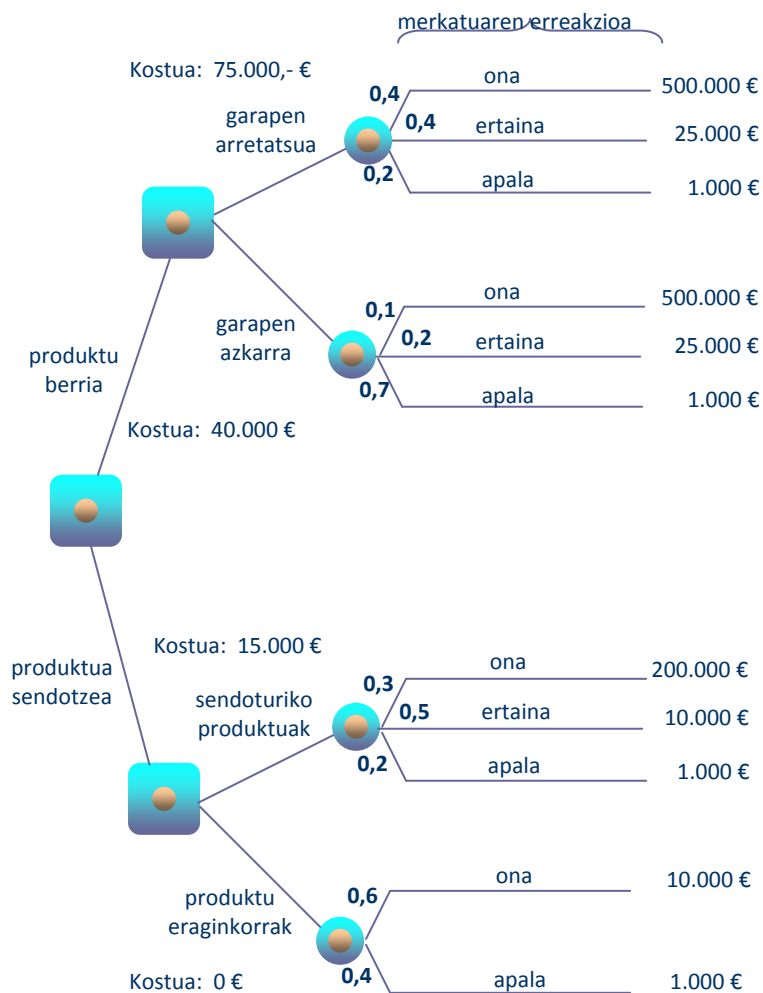 merkatuaren erreakzioa
Kostua: 75.000,- €
ona
500.000 €
0,4
garapen
arretatsua
0,4
ertaina
25.000 €
0,2
apala
1.000 €
ona
500.000 €
0,1
garapen
azkarra
0,2
ertaina
25.000 €
0,7
apala
1.000 €
produktu
berria
Kostua: 40.000 €
Kostua: 15.000 €
produktua
sendotzea
ona
200.000 €
0,3
sendoturiko
produktuak
0,5
ertaina
10.000 €
0,2
apala
1.000 €
ona
10.000 €
0,6
produktu
eraginkorrak
0,4
apala
1.000 €
Kostua: 0 €